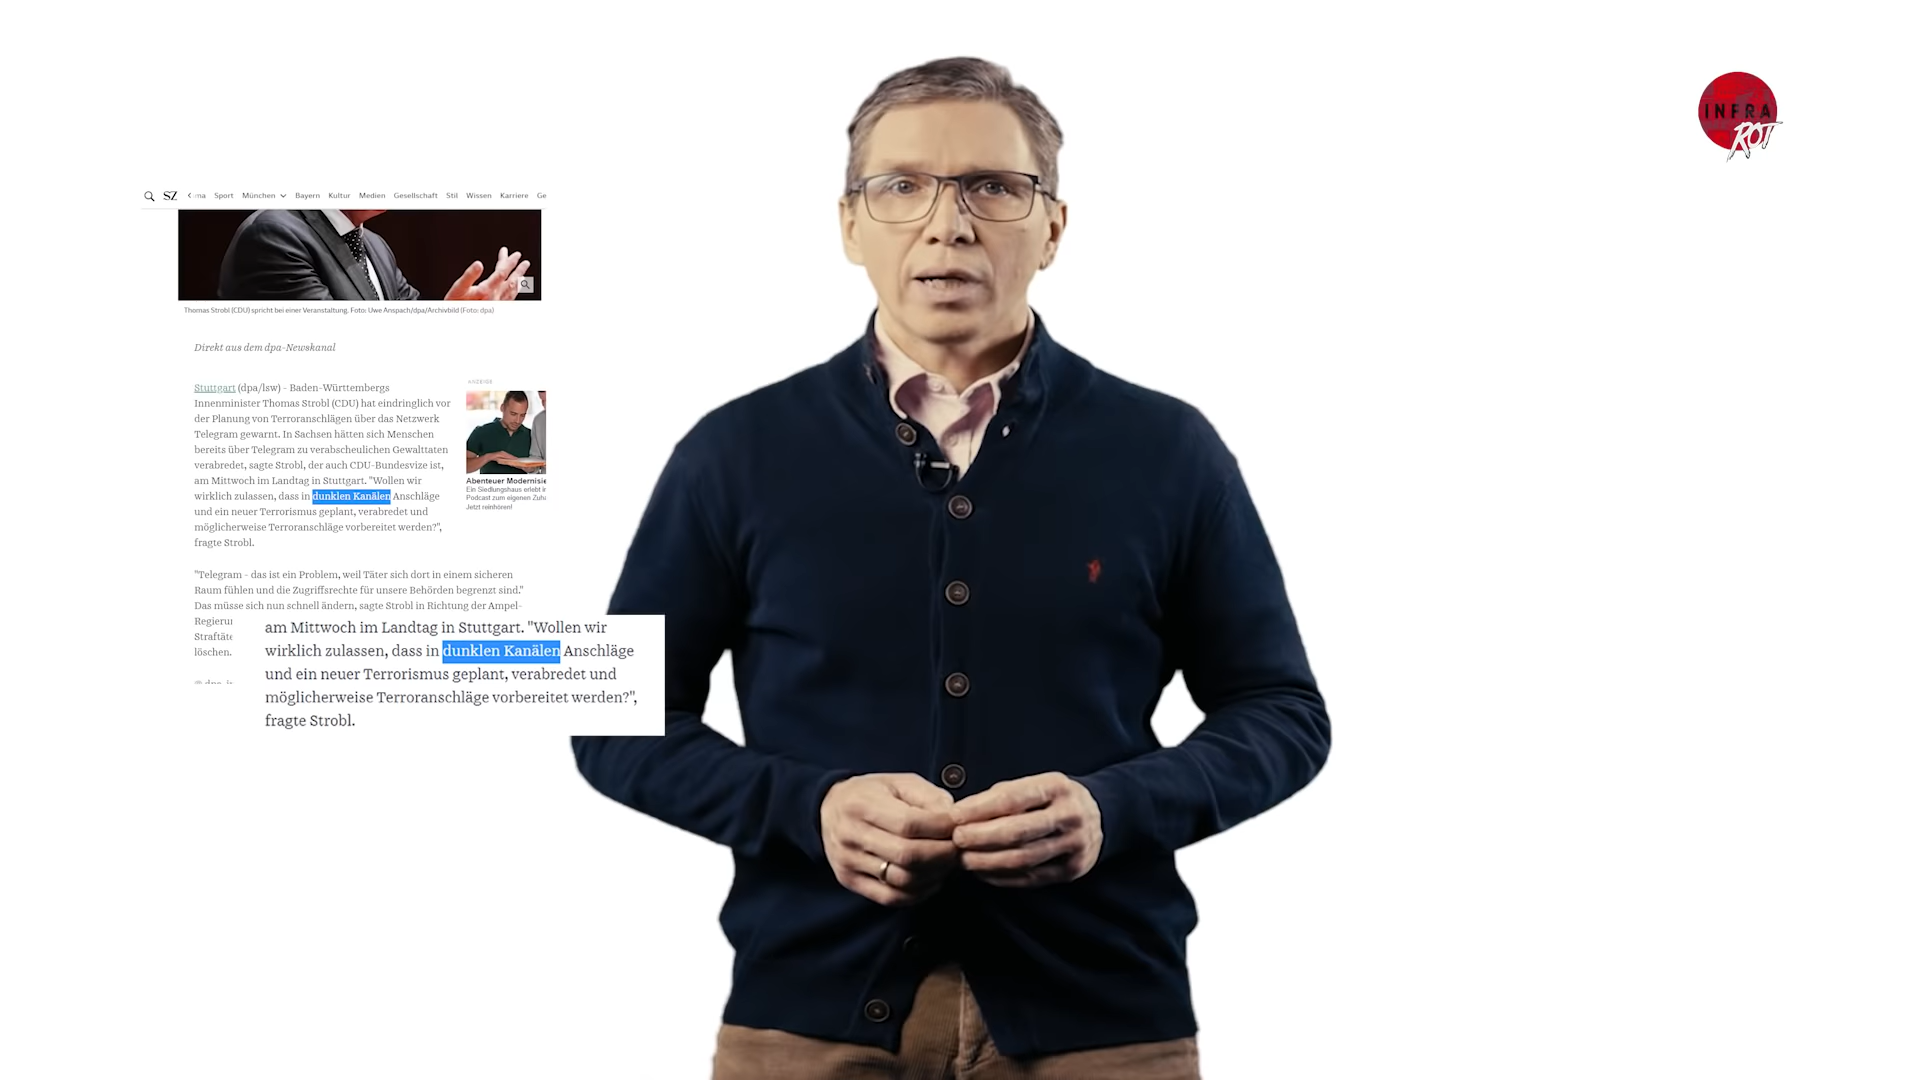 INFRA
ROT
SZ
ma Sport München Bayern Kultur Medien Gesellschaft Stil Wissen Karriere Ge
Thomas Strobl (CDU) spricht bei einer Veranstaltung. Foto: Uwe Anspach/dpa/Archivbild (Foto: dpa)
Direkt aus dem dpa-Newskanal
Stuttgart (dpa/lsw) - Baden-Württembergs
Innenminister Thomas Strobl (CDU) hat eindringlich vor
der Planung von Terroranschlägen über das Netzwerk
Telegram gewarnt. In Sachsen hätten sich Menschen
bereits über Telegram zu verabscheulichen Gewalttaten
verabredet, sagte Strobl, der auch CDU-Bundesvize ist,
am Mittwoch im Landtag in Stuttgart. "Wollen wir
wirklich zulassen, dass in dunklen Kanälen Anschläge
und ein neuer Terrorismus geplant, verabredet und
möglicherweise Terroranschläge vorbereitet werden?",
fragte Strobl.
ANZEIGE
Abenteuer Modernisie
Ein Siedlungshaus erlebt
Podcast zum eigenen Zuha
Jetzt reinhören!
"Telegram - das ist ein Problem, weil Täter sich dort in einem sicheren
Raum fühlen und die Zugriffsrechte für unsere Behörden begrenzt sind."
Das müsse sich nun schnell ändern, sagte Strobl in Richtung der Ampel-
Regieru
Straftäte
löschen.
am Mittwoch im Landtag in Stuttgart. "Wollen wir
wirklich zulassen, dass in dunklen Kanälen Anschläge
und ein neuer Terrorismus geplant, verabredet und
möglicherweise Terroranschläge vorbereitet werden?",
fragte Strobl.